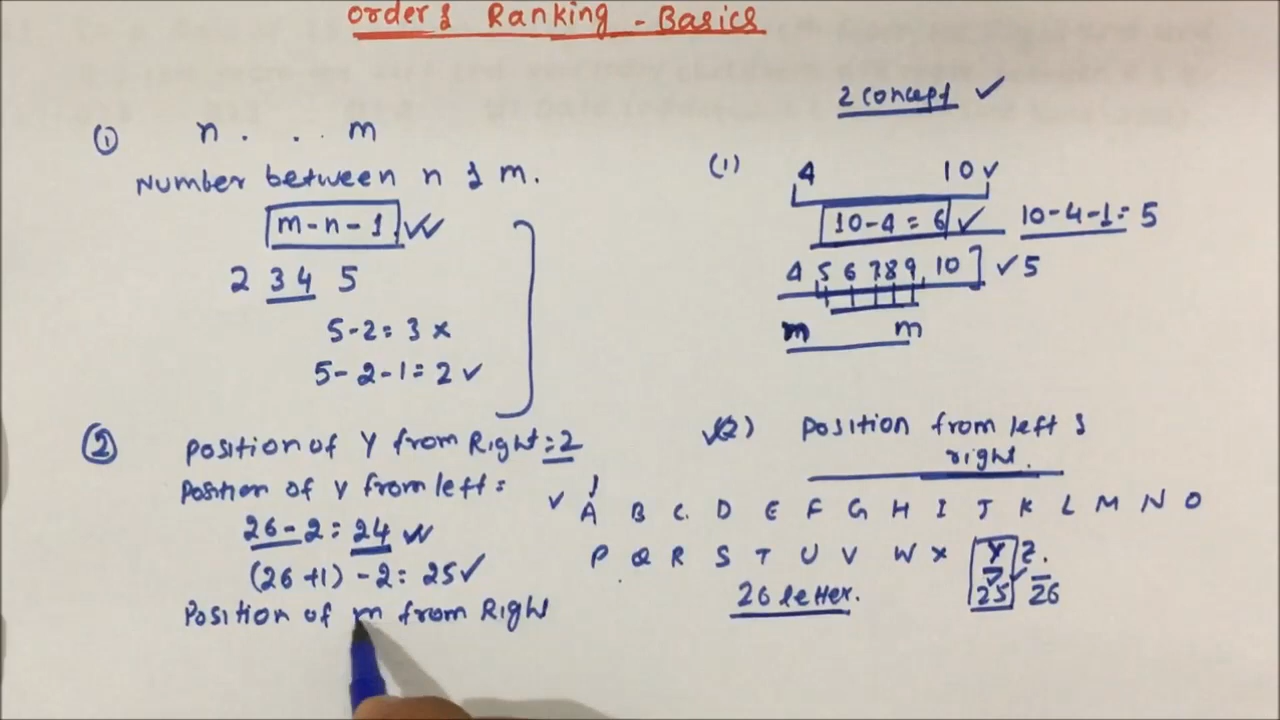 Order & Ranking - Basics
2 concept ✓
(1) n . . . m
Number between n & m.
m-n-1 ✓✓
2 3 4 5
5-2=3 ×
5-2-1=2 ✓
(1) 4 10 ✓
10-4=6 ✓ 10-4-1=5
4 5 6 7 8 9 10 ] ✓ 5
m m
(2) Position of Y from Right=2
Position of Y from left=
26-2=24
(26+1)-2=25 ✓
Position of m from Right
✓(2) Position from left &
right.
✓ A B C D E F G H I J K L M N O
P Q R S T U V W X Y Z.
26 letter. 25 ✓ 26